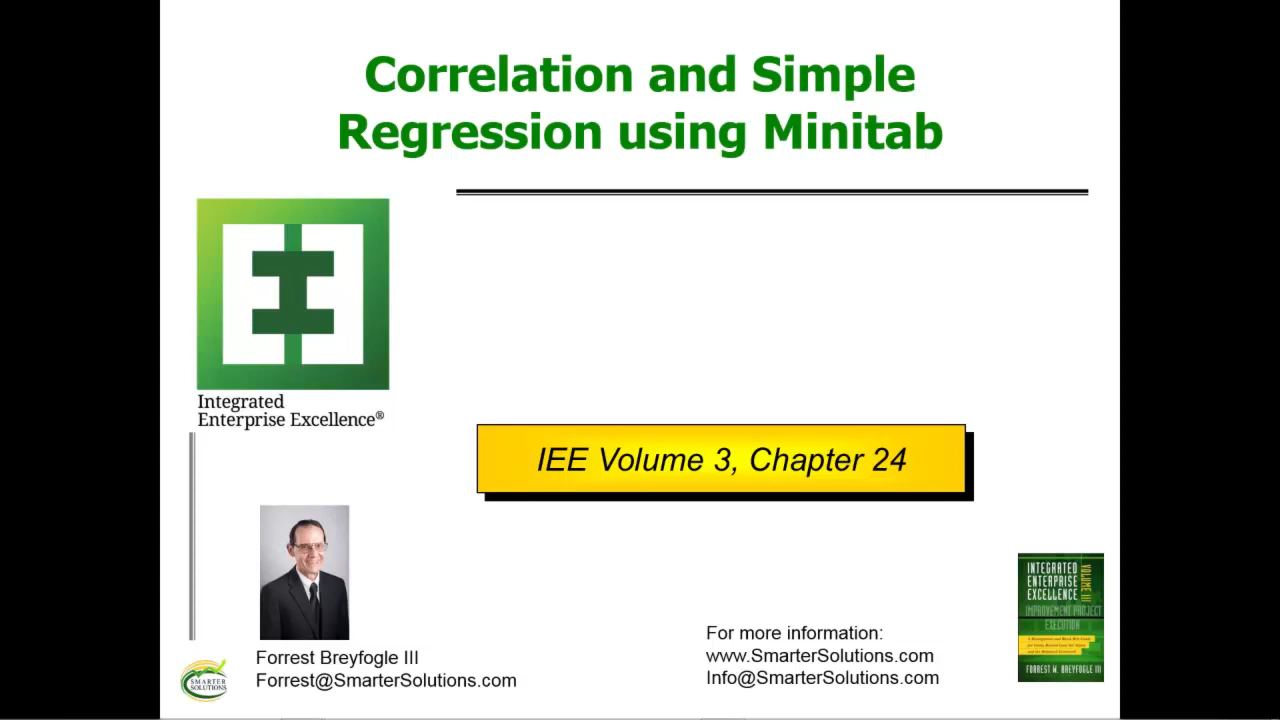 Correlation and Simple
Regression using Minitab
Integrated
Enterprise Excellence®
IEE Volume 3, Chapter 24
Forrest Breyfogle III
Forrest@SmarterSolutions.com
SMARTER
SOLUTIONS
For more information:
www.SmarterSolutions.com
Info@SmarterSolutions.com
INTEGRATED
ENTERPRISE
EXCELLENCE
VOLUME III
IMPROVEMENT PROJECT
EXECUTION
FORREST W. BREYFOGLE III